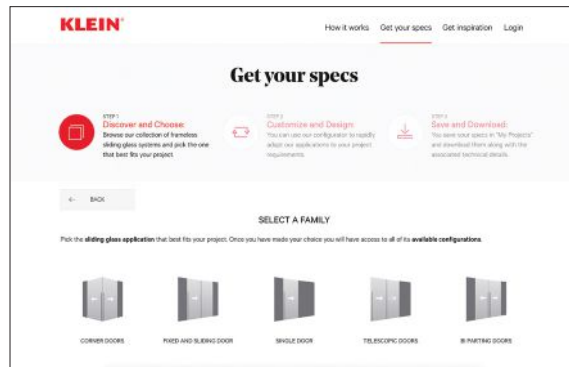 KLEIN
How it works Get your specs Get inspiration Login
Get your specs
STEP 1
Discover and Choose:
Browse our collection of frameless
sliding glass systems and pick the one
that best fits your project.
STEP 2
Customize and Design:
You can use our configurator to rapidly
adapt our applications to your project
requirements.
STEP 3
Save and Download:
You save your specs in "My Projects"
and download them along with the
associated technical details.
← BACK
SELECT A FAMILY
Pick the sliding glass application that best fits your project. Once you have made your choice you will have access to all of its available configurations.
CORNER DOORS
FIXED AND SLIDING DOOR
SINGLE DOOR
TELESCOPIC DOORS
BI PARTING DOORS